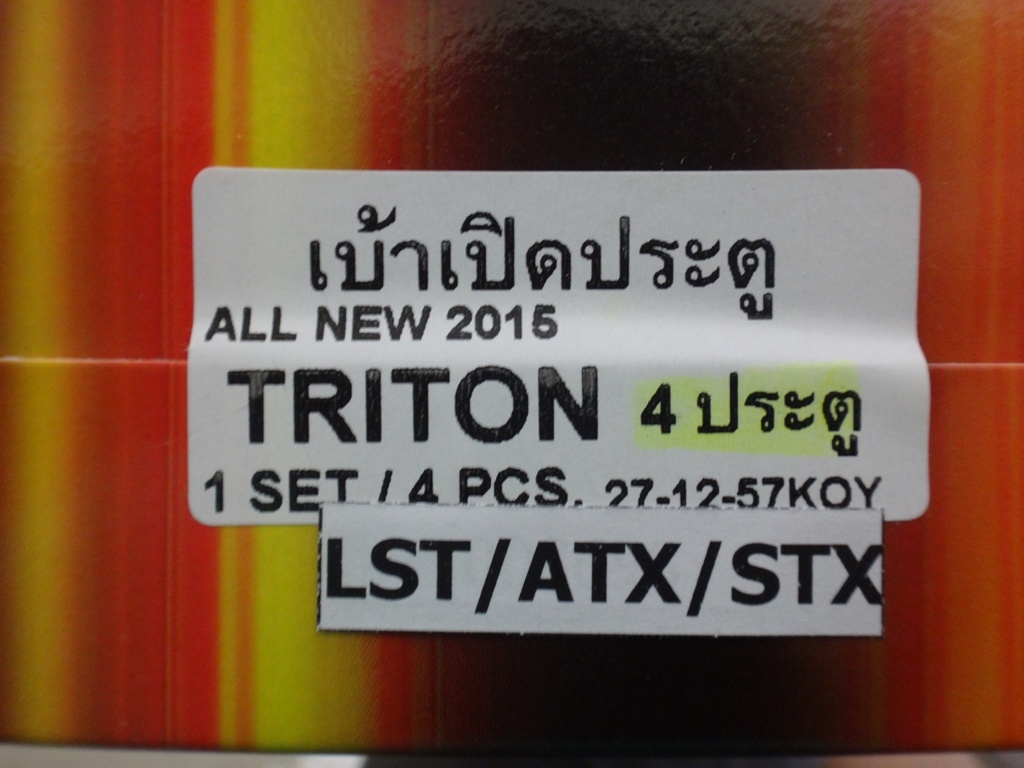 เบ้าเปิดประตู
ALL NEW 2015
TRITON 4 ประตู
1 SET / 4 PCS. 27-12-57KOY
LST/ATX/STX